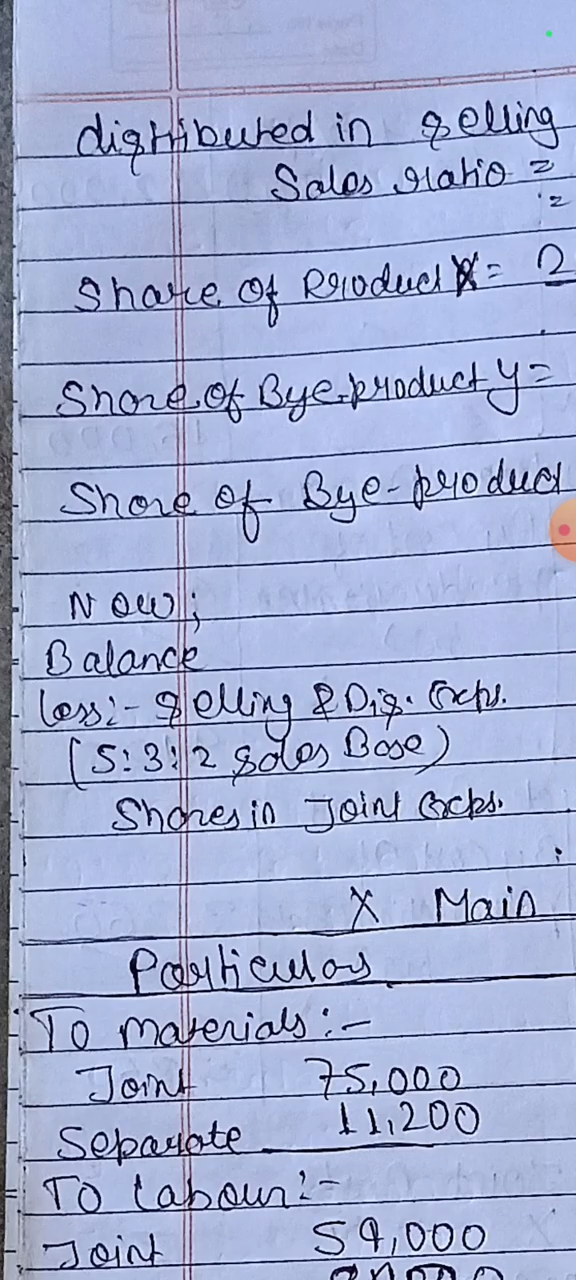 distributed in selling
Sales ratio =
=
Share of Product X = 2
Share of Bye-product y =
Share of Bye-product
Now;
Balance
Less:- Selling & Dis. Exps.
(5:3:2 Sales Base)
Shares in Joint Exps.
X Main
Particulars
To materials:-
Joint 75,000
Separate 11,200
To Labour:-
Joint 54,000